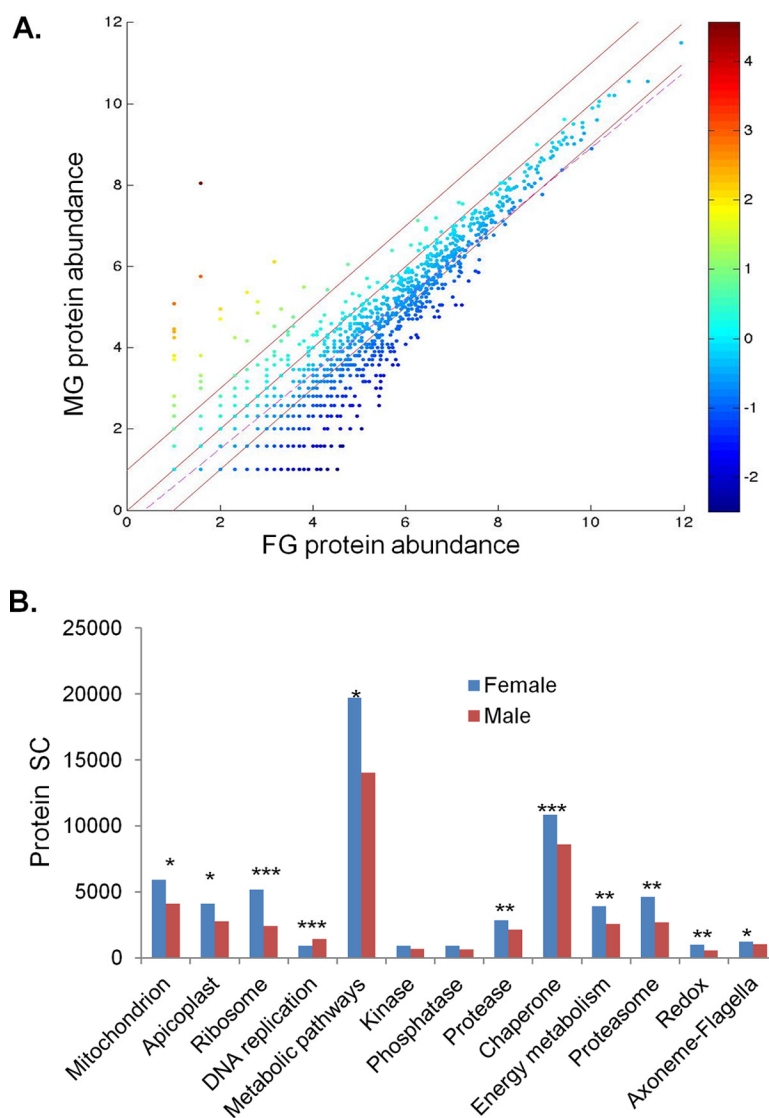 A.
12
10
8
6
4
2
0
0
2
4
6
8
10
12
MG protein abundance
FG protein abundance
4
3
2
1
0
-1
-2
B.
25000
20000
15000
10000
5000
0
Protein SC
Female
Male
*
*
***
***
*
**
***
**
**
**
*
Mitochondrion
Apicoplast
Ribosome
DNA replication
Metabolic pathways
Kinase
Phosphatase
Protease
Chaperone
Energy metabolism
Proteasome
Redox
Axoneme-Flagella